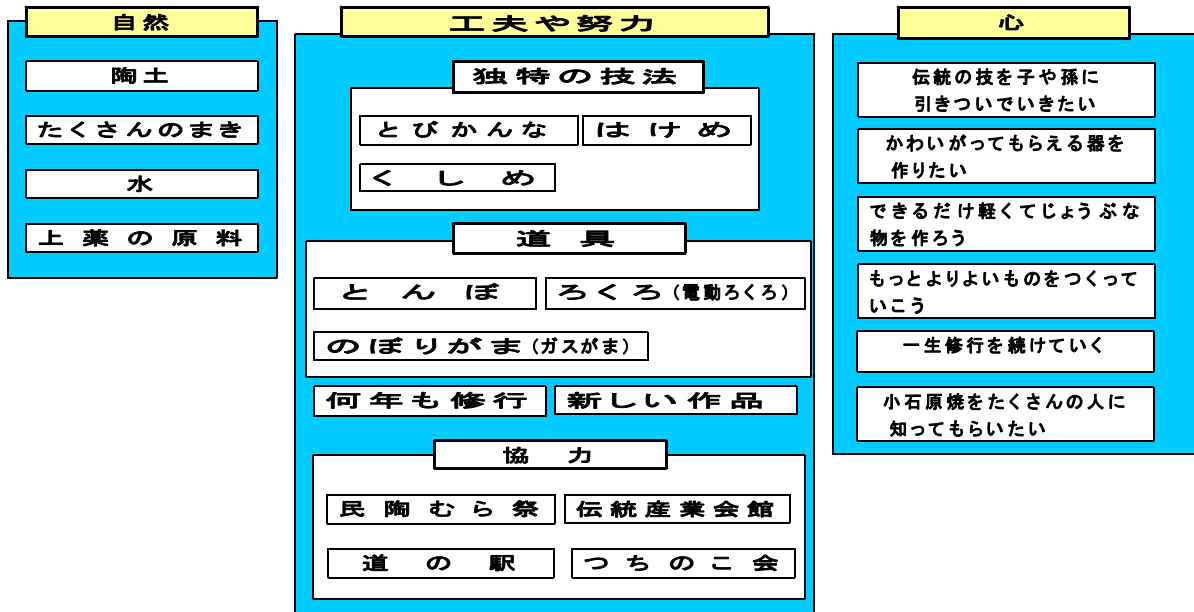 自然
陶土
たくさんのまき
水
上薬の原料
工夫や努力
独特の技法
とびかんな
はけめ
くしめ
道具
とんぼ
ろくろ(電動ろくろ)
のぼりがま(ガスがま)
何年も修行
新しい作品
協力
民陶むら祭
伝統産業会館
道の駅
つちのこ会
心
伝統の技を子や孫に
引きついでいきたい
かわいがってもらえる器を
作りたい
できるだけ軽くてじょうぶな
物を作ろう
もっとよりよいものをつくって
いこう
一生修行を続けていく
小石原焼をたくさんの人に
知ってもらいたい